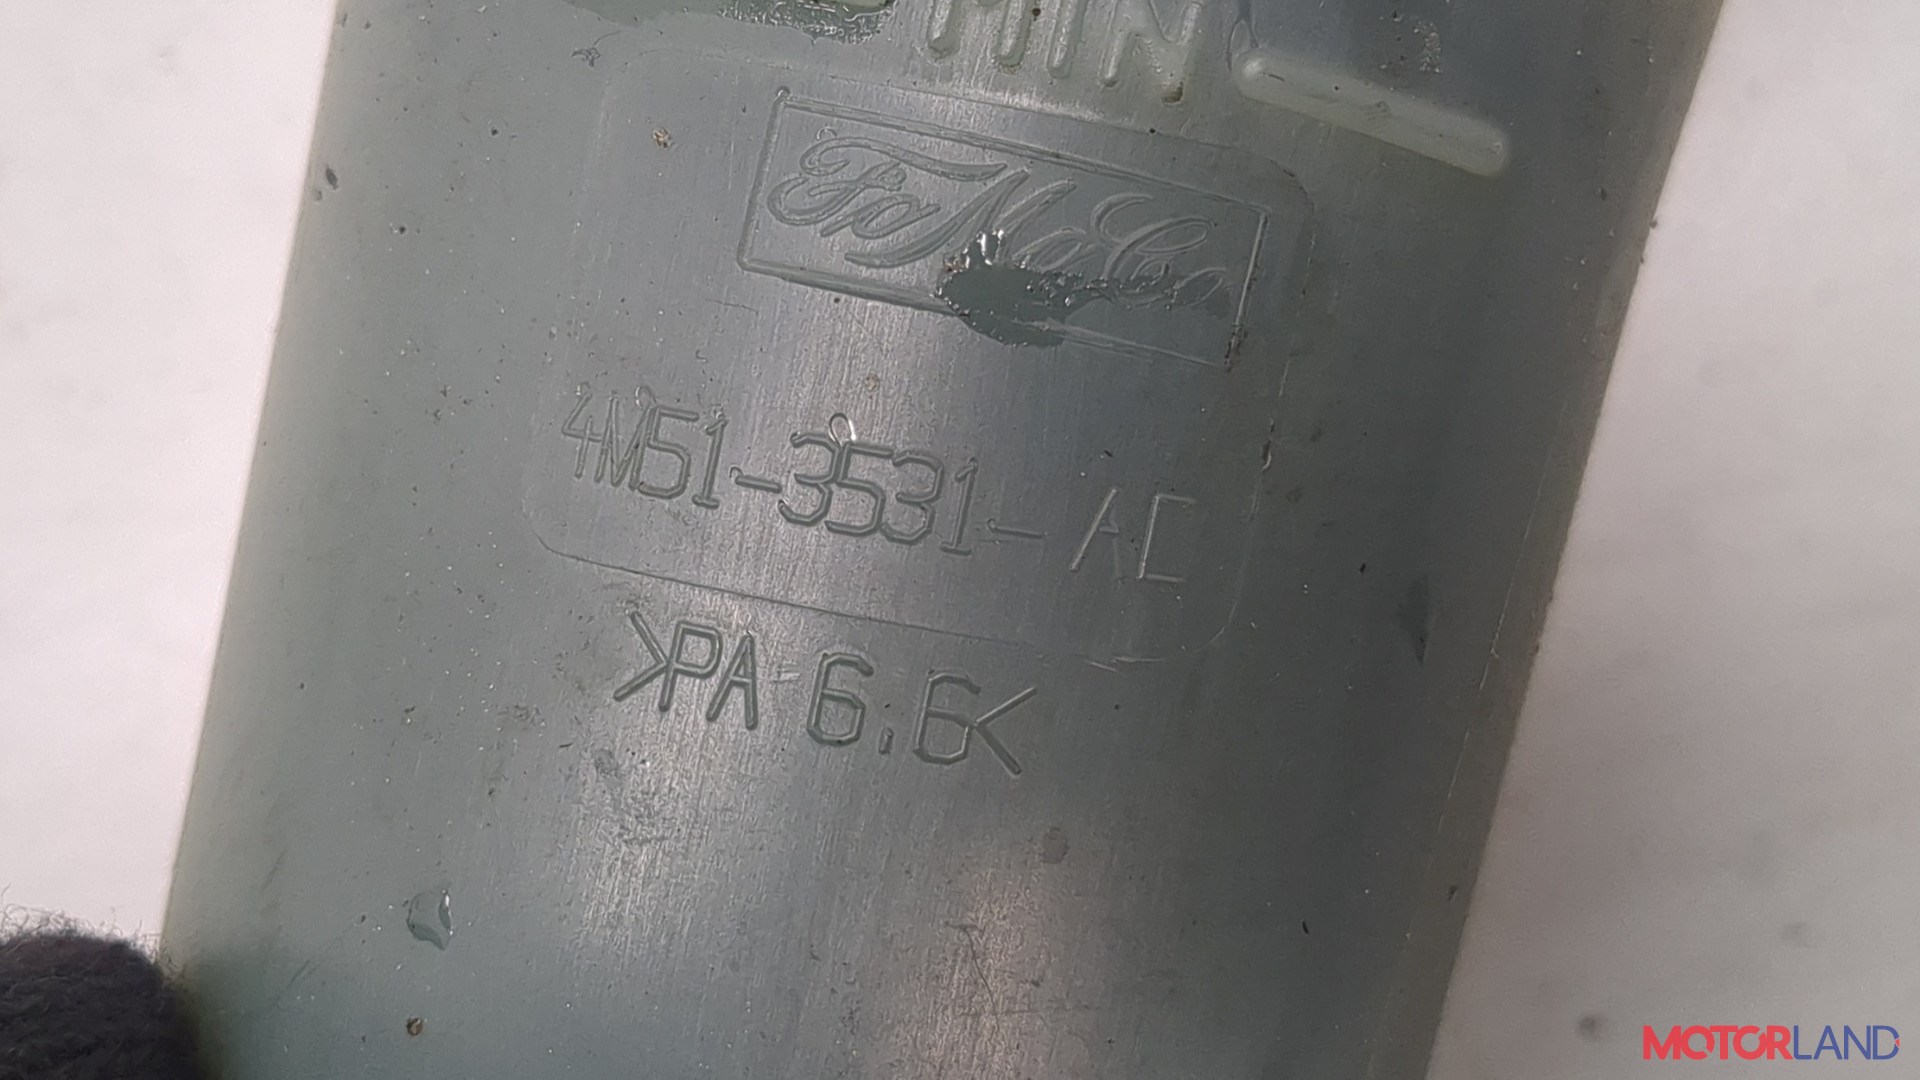 MIN
FoMoCo
4M51-3531-AC
>PA 6.6<
MOTORLAND